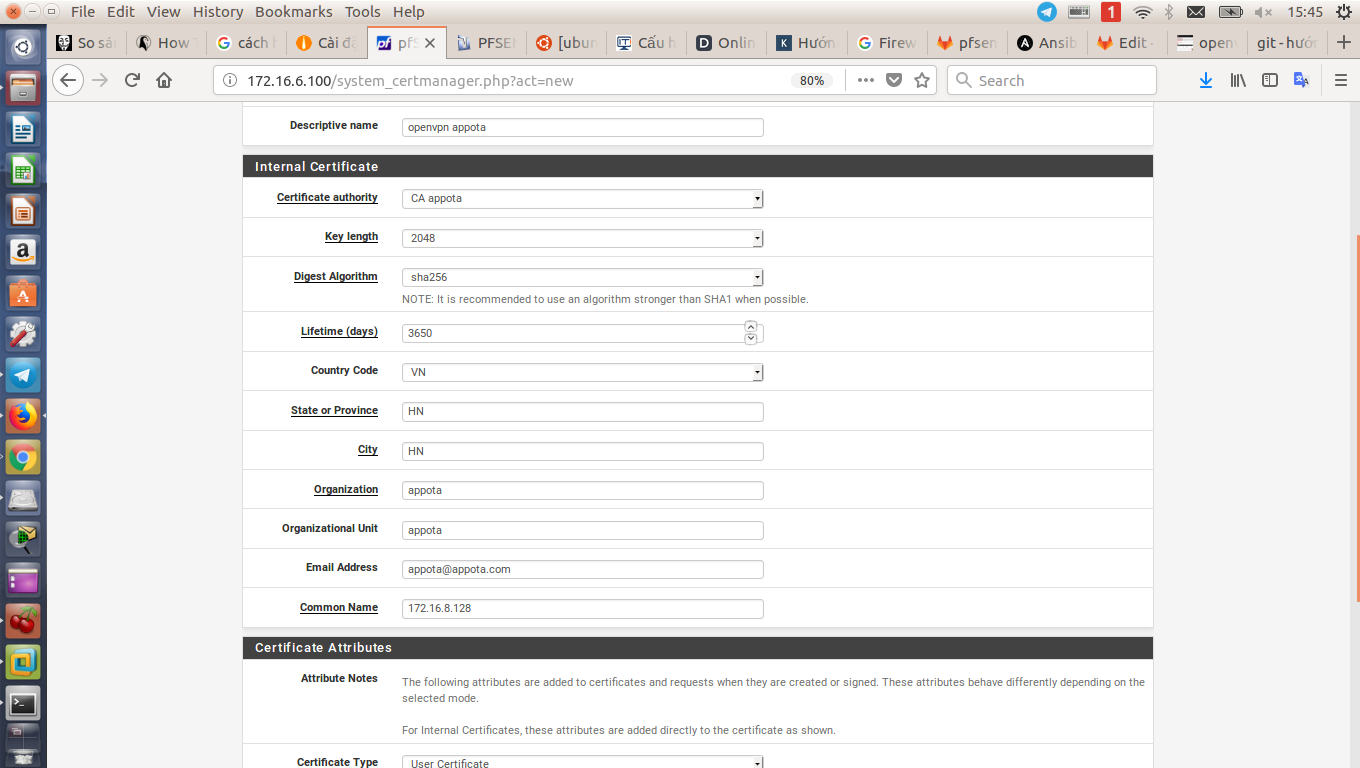 File Edit View History Bookmarks Tools Help
1
15:45
So sá
How T
cách h
Cài đặ
pfS
PFSEN
[ubun
Cấu h
Onlin
Hướn
Firew
pfsen
Ansib
Edit ·
openv
git - hướ
172.16.6.100/system_certmanager.php?act=new
80%
Search
Descriptive name
openvpn appota
Internal Certificate
Certificate authority
CA appota
Key length
2048
Digest Algorithm
sha256
NOTE: It is recommended to use an algorithm stronger than SHA1 when possible.
Lifetime (days)
3650
Country Code
VN
State or Province
HN
City
HN
Organization
appota
Organizational Unit
appota
Email Address
appota@appota.com
Common Name
172.16.8.128
Certificate Attributes
Attribute Notes
The following attributes are added to certificates and requests when they are created or signed. These attributes behave differently depending on the
selected mode.
For Internal Certificates, these attributes are added directly to the certificate as shown.
Certificate Type
User Certificate